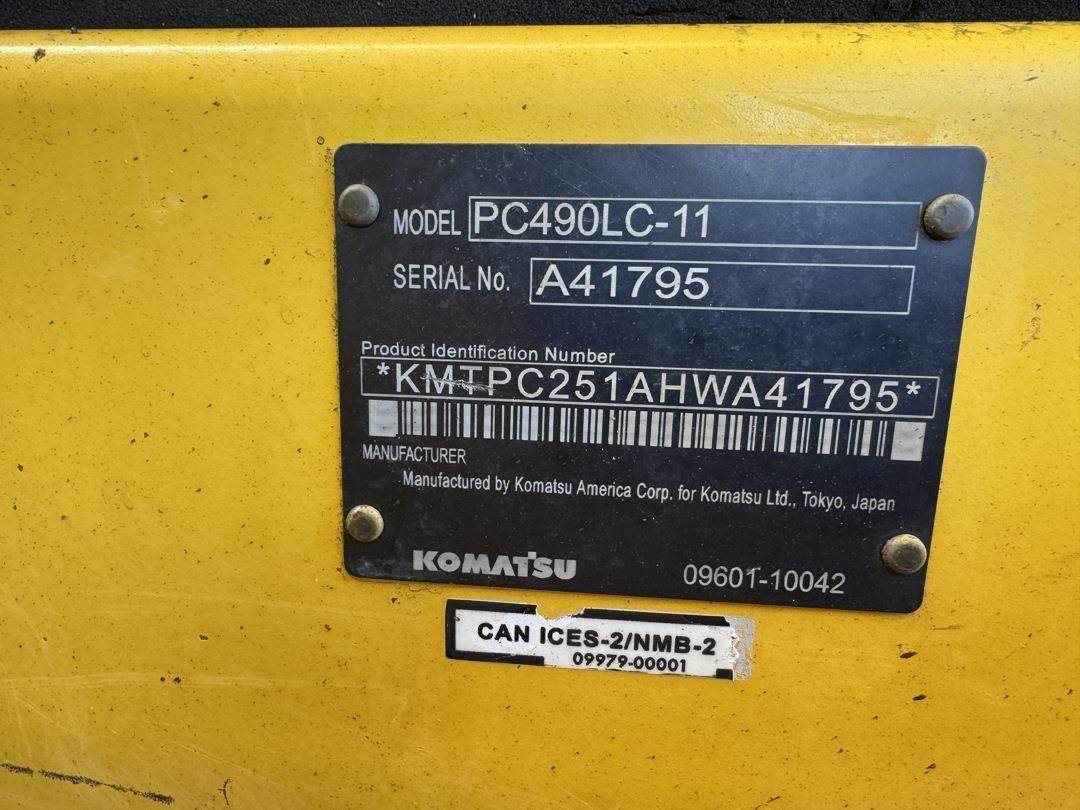 MODEL PC490LC-11
SERIAL No. A41795
Product Identification Number
*KMTPC251AHWA41795*
MANUFACTURER
Manufactured by Komatsu America Corp. for Komatsu Ltd., Tokyo, Japan
KOMATSU 09601-10042
CAN ICES-2/NMB-2
09979-00001